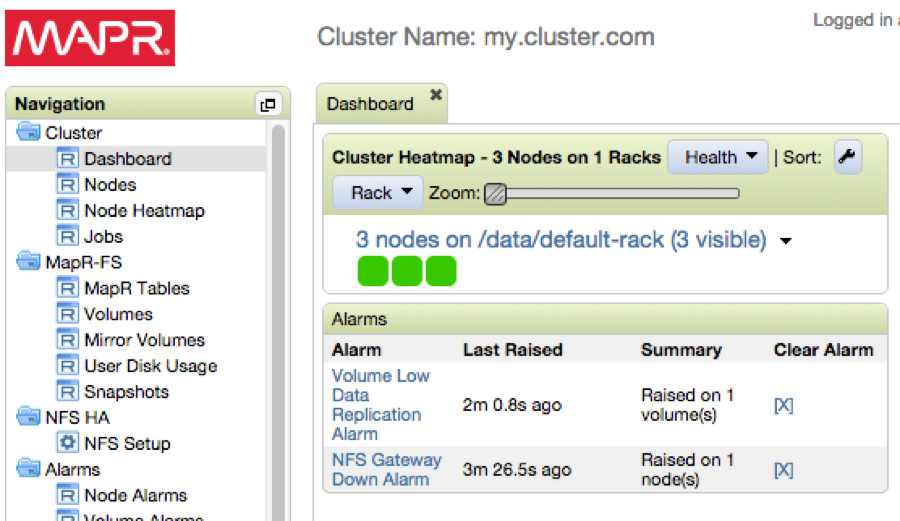 MAPR.
Cluster Name: my.cluster.com
Logged in
Navigation
Cluster
Dashboard
Nodes
Node Heatmap
Jobs
MapR-FS
MapR Tables
Volumes
Mirror Volumes
User Disk Usage
Snapshots
NFS HA
NFS Setup
Alarms
Node Alarms
Volume Alarms
Dashboard
Cluster Heatmap - 3 Nodes on 1 Racks Health | Sort:
Rack Zoom:
3 nodes on /data/default-rack (3 visible)
Alarms
Alarm Last Raised Summary Clear Alarm
Volume Low
Data
Replication
Alarm
2m 0.8s ago
Raised on 1
volume(s)
[X]
NFS Gateway
Down Alarm
3m 26.5s ago
Raised on 1
node(s)
[X]